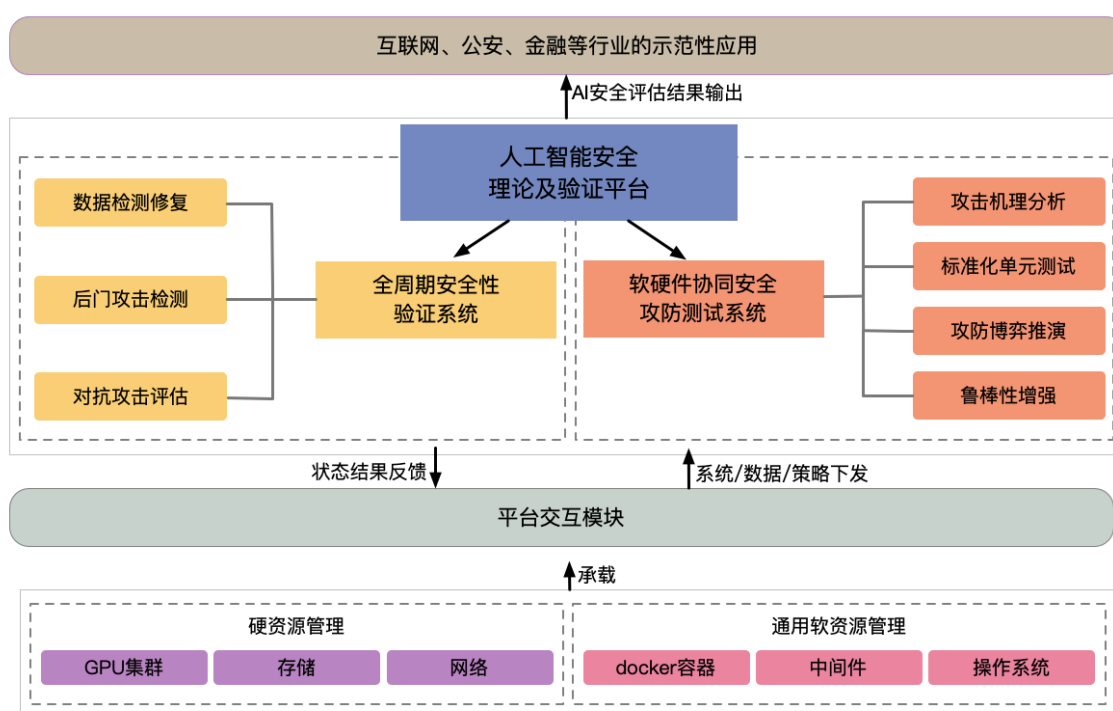 互联网、公安、金融等行业的示范性应用
AI安全评估结果输出
人工智能安全
理论及验证平台
数据检测修复
后门攻击检测
对抗攻击评估
全周期安全性
验证系统
软硬件协同安全
攻防测试系统
攻击机理分析
标准化单元测试
攻防博弈推演
鲁棒性增强
状态结果反馈
系统/数据/策略下发
平台交互模块
承载
硬资源管理
GPU集群
存储
网络
通用软资源管理
docker容器
中间件
操作系统